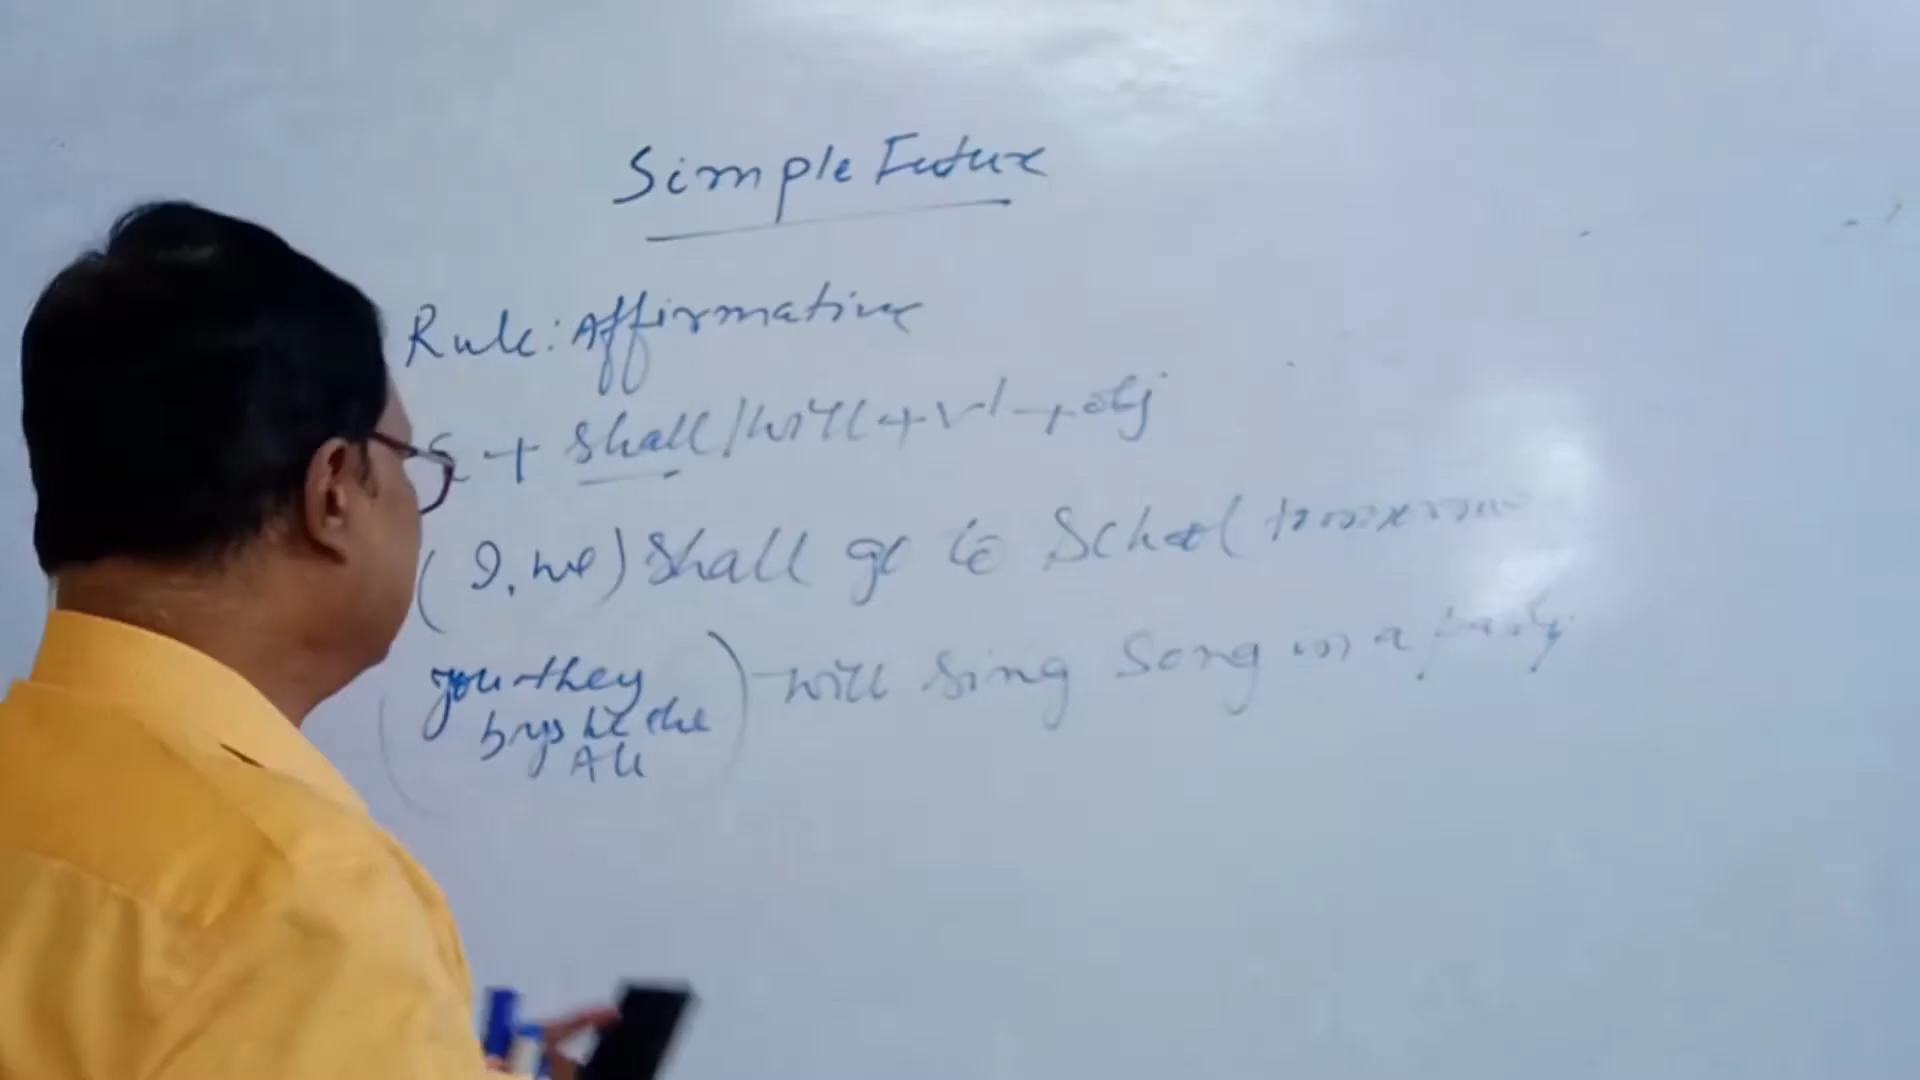 Simple Future
Rule: Affirmative
S + shall/will + v1 + obj
(I, we) shall go to School tomorrow
you they
boys he she
Ali
will sing Song in a party